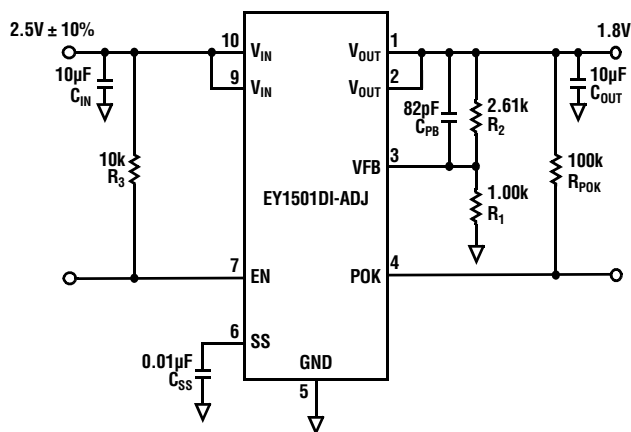 2.5V ± 10%
10µF
C_IN
10k
R_3
10
V_IN
9
V_IN
7
EN
6
SS
0.01µF
C_SS
GND
5
EY1501DI-ADJ
1
V_OUT
2
V_OUT
3
VFB
4
POK
82pF
C_PB
2.61k
R_2
1.00k
R_1
1.8V
10µF
C_OUT
100k
R_POK